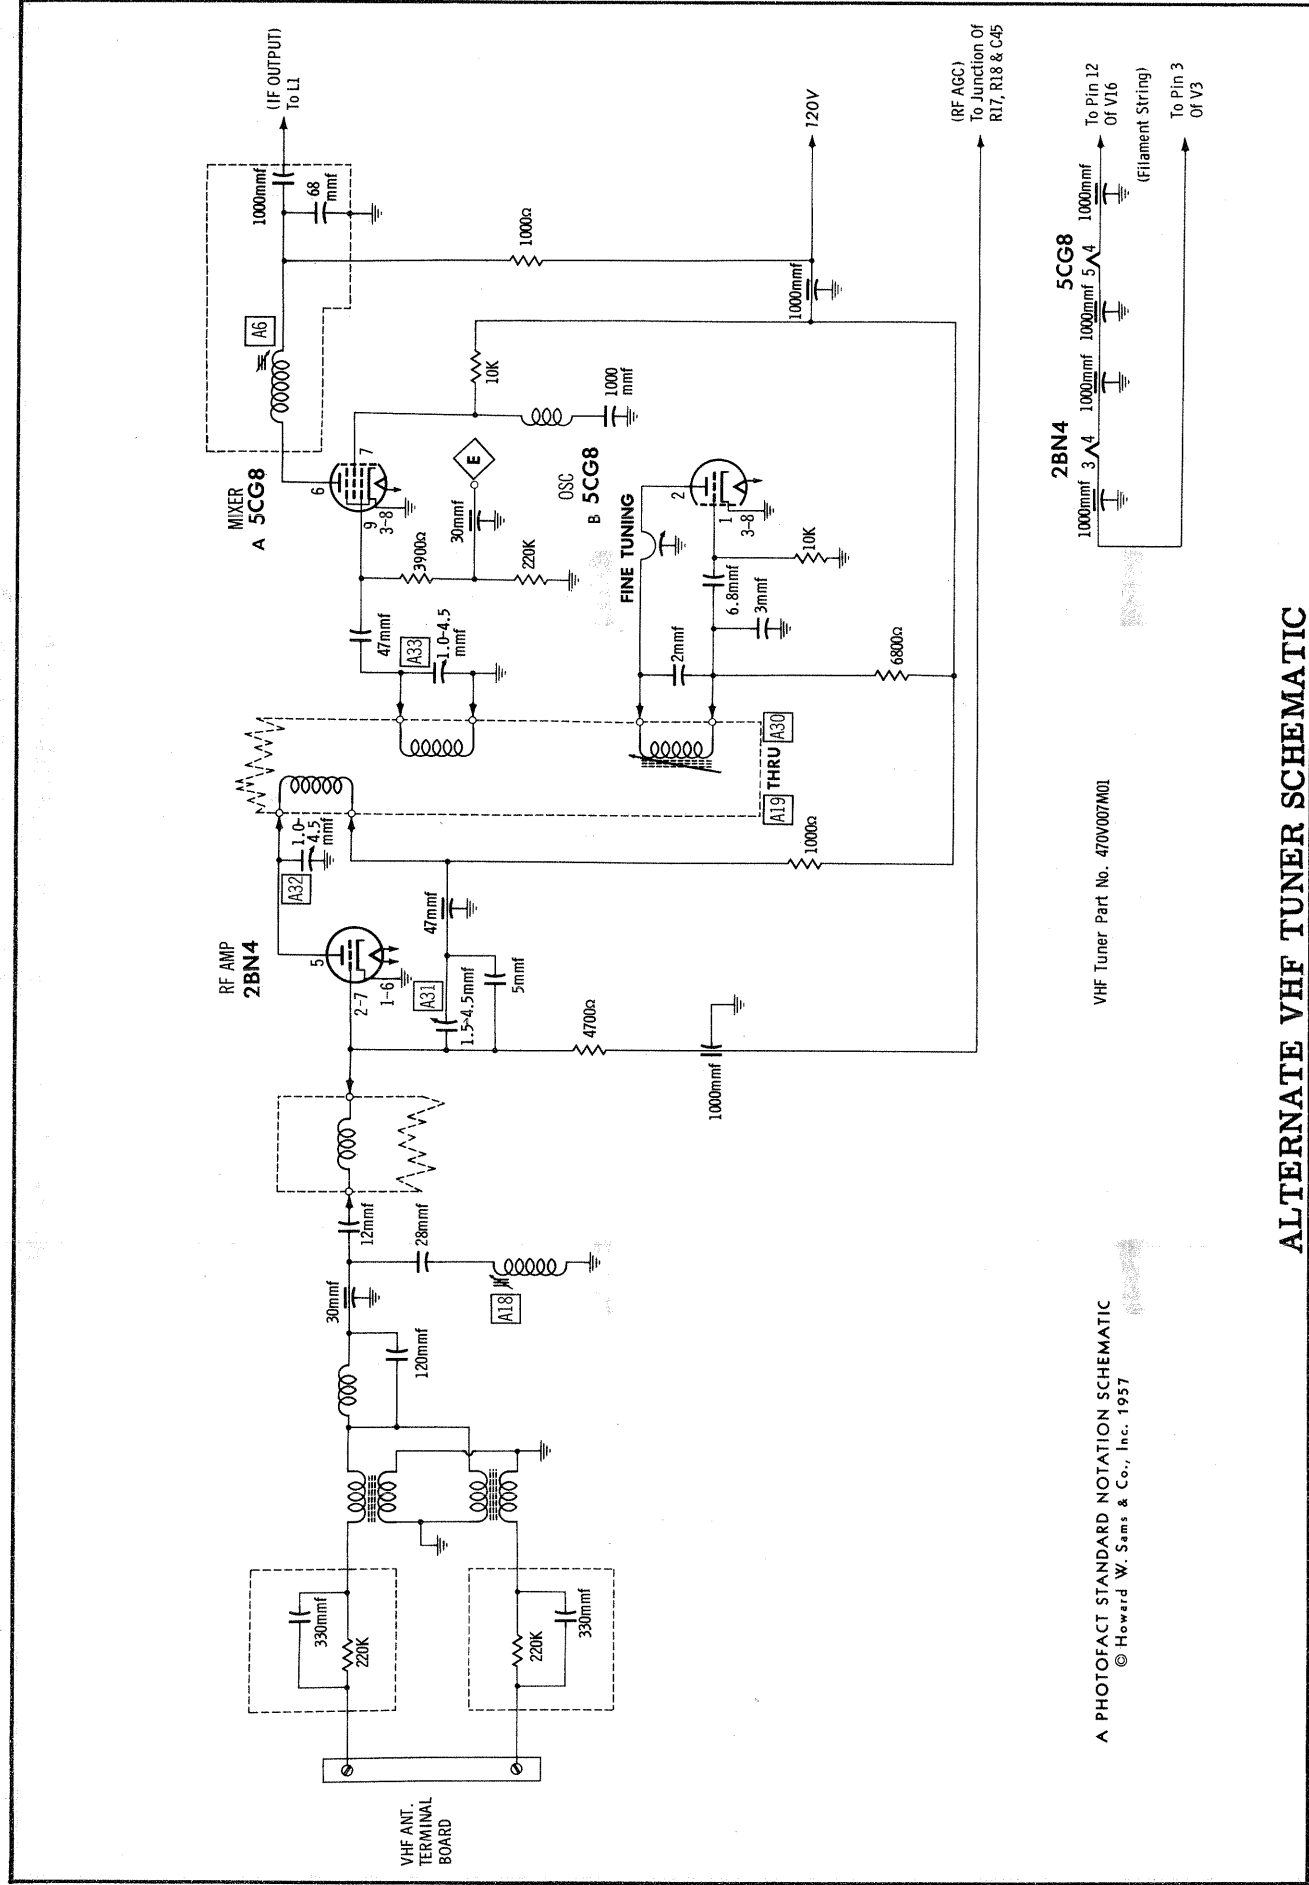 VHF ANT.
TERMINAL
BOARD
330mmf
220K
220K
330mmf
120mmf
30mmf
A18
28mmf
12mmf
RF AMP
2BN4
5
2-7
1-6
A31
1.5-4.5mmf
5mmf
47mmf
4700Ω
1000mmf
A32
1.0-
4.5
mmf
1000Ω
A19
THRU
A30
47mmf
A33
1.0-4.5
mmf
3900Ω
220K
30mmf
E
MIXER
A 5CG8
6
7
9
3-8
A6
1000mmf
68
mmf
(IF OUTPUT)
To L1
10K
1000
mmf
1000Ω
OSC
B 5CG8
FINE TUNING
2
1
3-8
2mmf
6.8mmf
3mmf
10K
6800Ω
1000mmf
120V
(RF AGC)
To Junction Of
R17, R18 & C45
2BN4
5CG8
1000mmf
3
4
1000mmf
1000mmf
5
4
1000mmf
To Pin 12
Of V16
(Filament String)
To Pin 3
Of V3
VHF Tuner Part No. 470V007M01
A PHOTOFACT STANDARD NOTATION SCHEMATIC
© Howard W. Sams & Co., Inc. 1957
ALTERNATE VHF TUNER SCHEMATIC